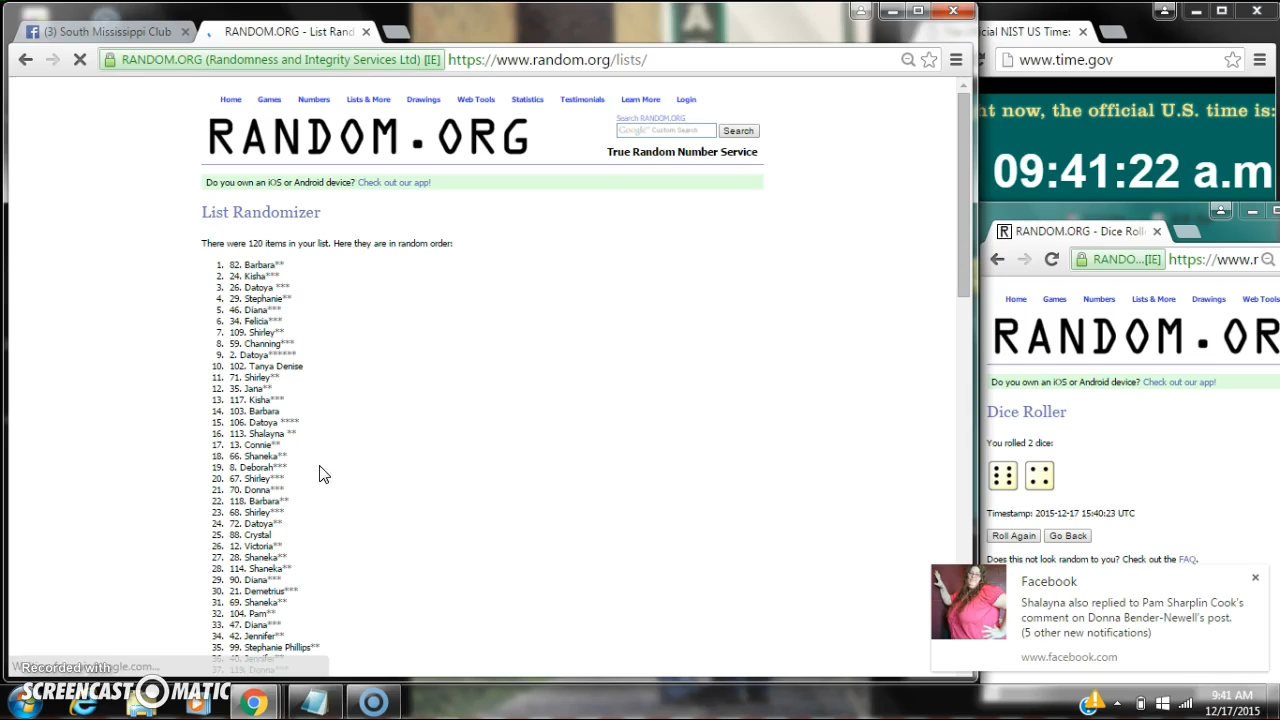 (3) South Mississippi Club
RANDOM.ORG - List Rand
RANDOM.ORG (Randomness and Integrity Services Ltd) [IE]
https://www.random.org/lists/
Home Games Numbers Lists & More Drawings Web Tools Statistics Testimonials Learn More Login
RANDOM.ORG
Search RANDOM.ORG
Google™ Custom Search
Search
True Random Number Service
Do you own an iOS or Android device? Check out our app!
List Randomizer
There were 120 items in your list. Here they are in random order:
1. 82. Barbara**
2. 24. Kisha***
3. 26. Datoya ***
4. 29. Stephanie**
5. 46. Diana***
6. 34. Felicia***
7. 109. Shirley**
8. 59. Channing***
9. 2. Datoya******
10. 102. Tanya Denise
11. 71. Shirley**
12. 35. Jana**
13. 117. Kisha***
14. 103. Barbara
15. 106. Datoya ****
16. 113. Shalayna **
17. 13. Connie**
18. 66. Shaneka**
19. 8. Deborah***
20. 67. Shirley***
21. 70. Donna***
22. 118. Barbara**
23. 68. Shirley***
24. 72. Datoya**
25. 88. Crystal
26. 12. Victoria**
27. 28. Shaneka**
28. 114. Shaneka**
29. 90. Diana***
30. 21. Demetrius***
31. 69. Shaneka**
32. 104. Pam**
33. 47. Diana***
34. 42. Jennifer**
35. 99. Stephanie Phillips**
36. 40. Jennifer**
37. 119. Donna***
Recorded with
SCREENCAST MATIC
cial NIST US Time:
www.time.gov
nt now, the official U.S. time is:
09:41:22 a.m
RANDOM.ORG - Dice Roll
RANDO...[IE]
https://www.r
Home Games Numbers Lists & More Drawings Web Tools
RANDOM.OR
Do you own an iOS or Android device? Check out our app!
Dice Roller
You rolled 2 dice:
Timestamp: 2015-12-17 15:40:23 UTC
Roll Again Go Back
Does this not look random to you? Check out the FAQ.
Facebook
Shalayna also replied to Pam Sharplin Cook's
comment on Donna Bender-Newell's post.
(5 other new notifications)
www.facebook.com
9:41 AM
12/17/2015